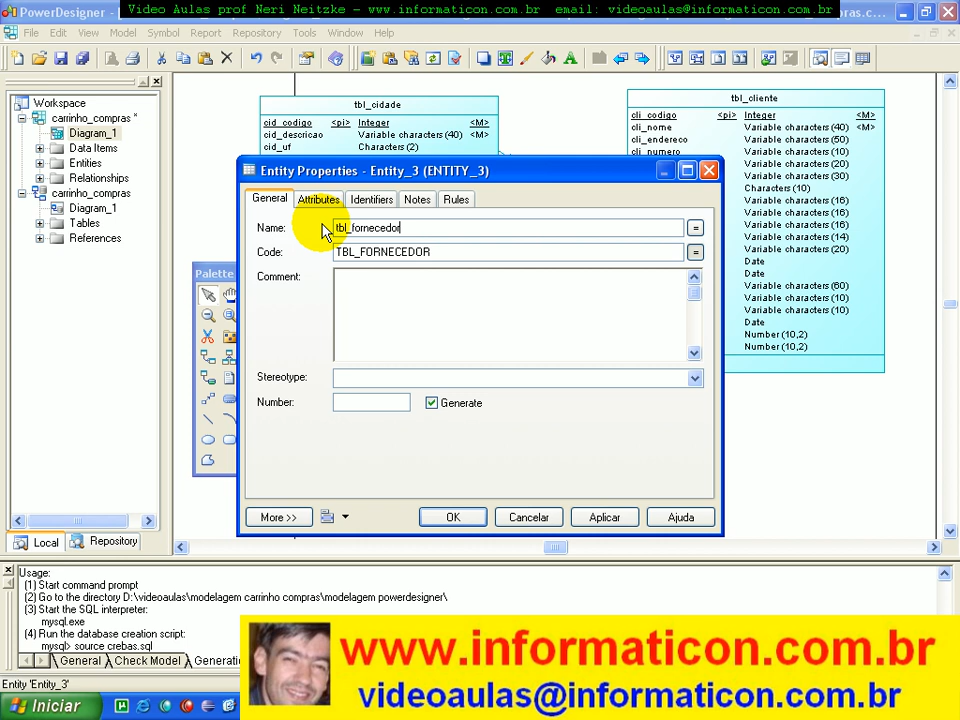 PowerDesigner -
Video Aulas prof Neri Neitzke – www.informaticon.com.br email: videoaulas@informaticon.com.br
pras.c...
File Edit View Model Symbol Report Repository Tools Window Help
Workspace
carrinho_compras *
Diagram_1
Data Items
Entities
Relationships
carrinho_compras
Diagram_1
Tables
References
Local Repository
tbl_cidade
cid_codigo <pi> Integer <M>
cid_descricao Variable characters (40) <M>
cid_uf Characters (2)
tbl_cliente
cli_codigo <pi> Integer <M>
cli_nome Variable characters (40) <M>
cli_endereco Variable characters (50)
cli_numero Variable characters (10)
Variable characters (20)
Variable characters (30)
Characters (10)
Variable characters (16)
Variable characters (16)
Variable characters (16)
Variable characters (14)
Variable characters (20)
Date
Date
Variable characters (60)
Variable characters (10)
Variable characters (10)
Date
Number (10,2)
Number (10,2)
Palette
Entity Properties - Entity_3 (ENTITY_3)
General Attributes Identifiers Notes Rules
Name: tbl_fornecedor =
Code: TBL_FORNECEDOR =
Comment:
Stereotype:
Number: Generate
More >> OK Cancelar Aplicar Ajuda
Usage:
(1) Start command prompt
(2) Go to the directory D:\videoaulas\modelagem carrinho compras\modelagem powerdesigner\
(3) Start the SQL interpreter:
mysql.exe
(4) Run the database creation script:
mysql> source crebas.sql
General Check Model Generation
Entity 'Entity_3'
Iniciar
www.informaticon.com.br
videoaulas@informaticon.com.br